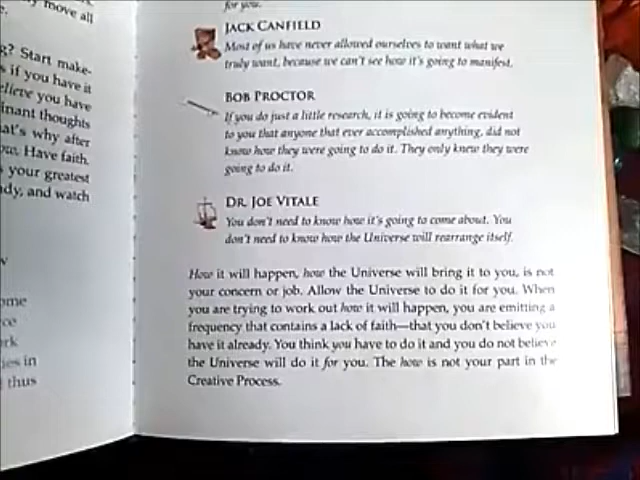 move all
? Start make-
s if you have it
elieve you have
inant thoughts
at's why after
ow. Have faith.
your greatest
dy, and watch
ome
ce
rk
ies in
thus
for you.
JACK CANFIELD
Most of us have never allowed ourselves to want what we
truly want, because we can't see how it's going to manifest.
BOB PROCTOR
If you do just a little research, it is going to become evident
to you that anyone that ever accomplished anything, did not
know how they were going to do it. They only knew they were
going to do it.
DR. JOE VITALE
You don't need to know how it's going to come about. You
don't need to know how the Universe will rearrange itself.
How it will happen, how the Universe will bring it to you, is not
your concern or job. Allow the Universe to do it for you. When
you are trying to work out how it will happen, you are emitting a
frequency that contains a lack of faith—that you don't believe you
have it already. You think you have to do it and you do not believe
the Universe will do it for you. The how is not your part in the
Creative Process.